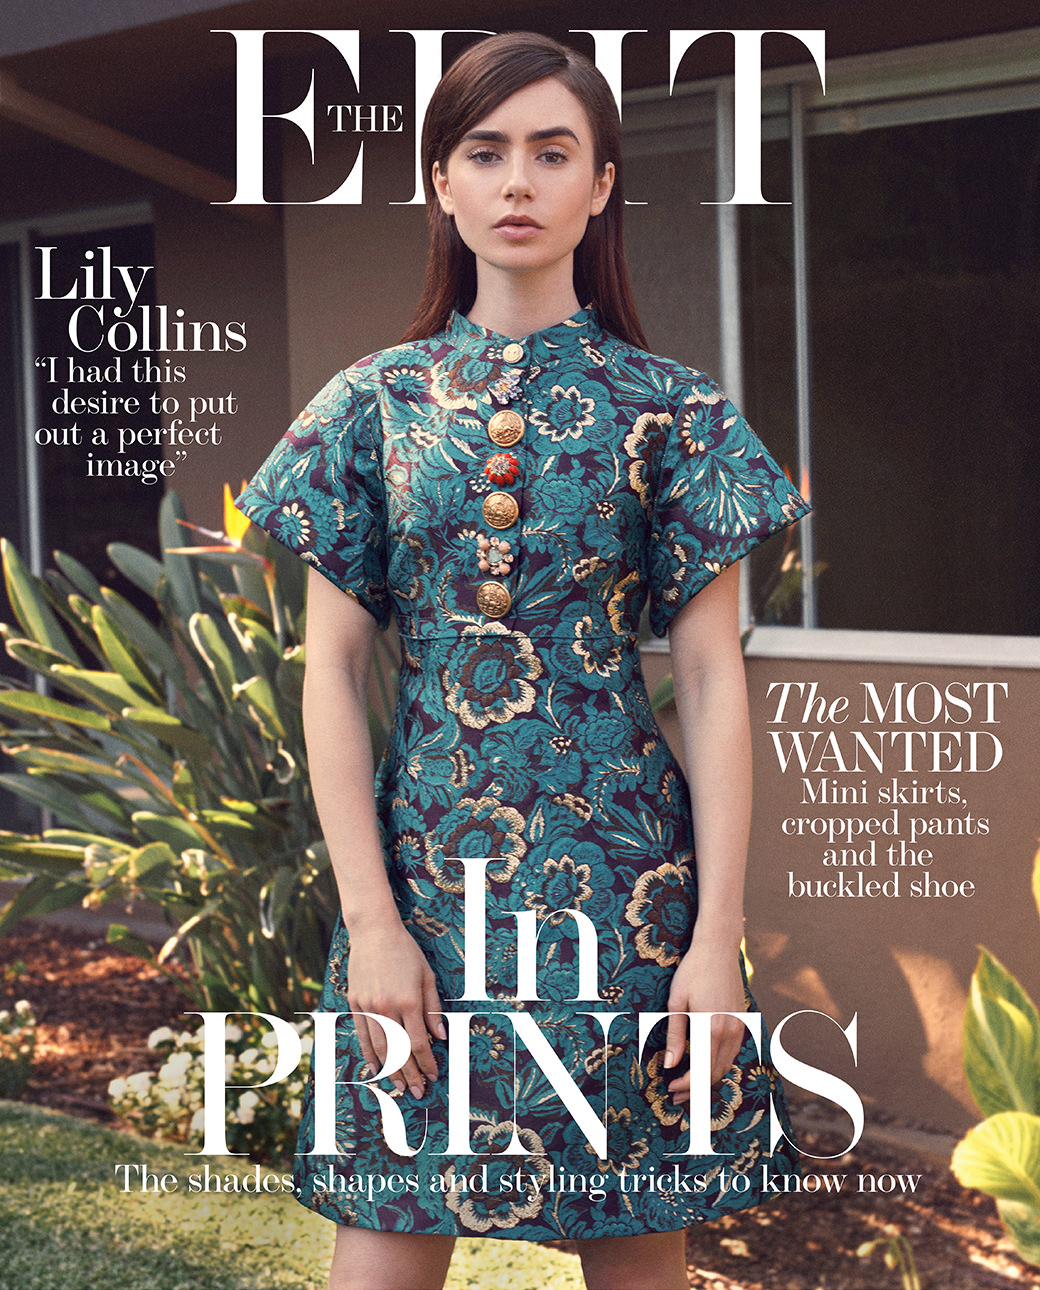 THE
EDIT
Lily
Collins
“I had this
desire to put
out a perfect
image”
The MOST
WANTED
Mini skirts,
cropped pants
and the
buckled shoe
In
PRINTS
The shades, shapes and styling tricks to know now